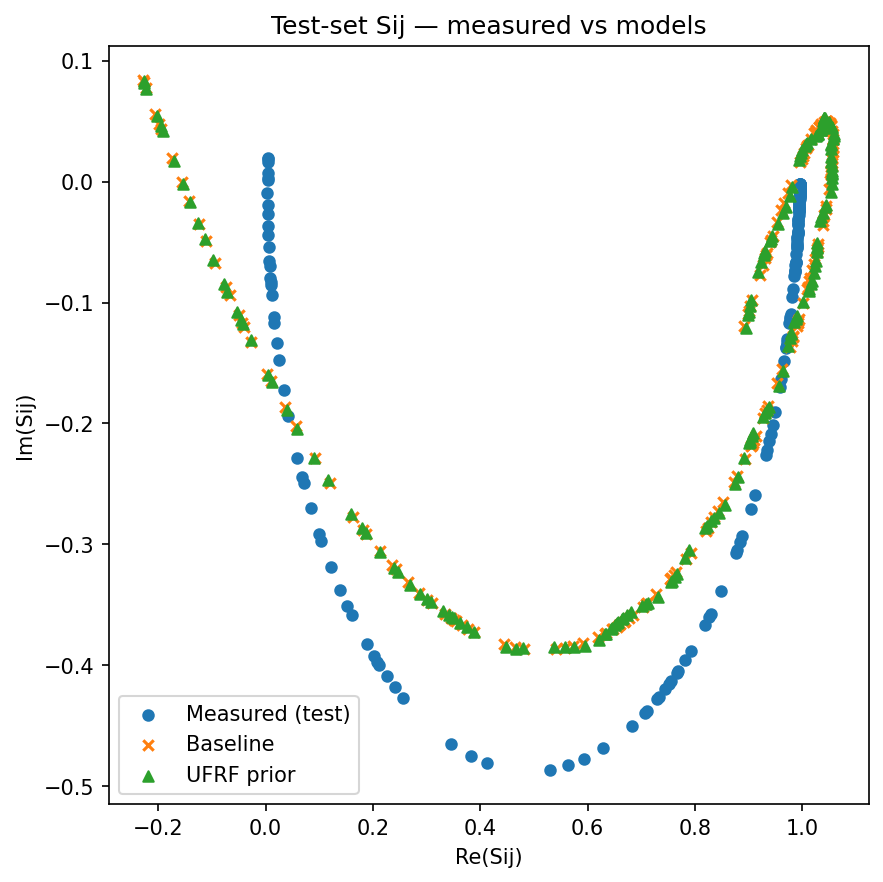 Test-set Sij — measured vs models
0.1
0.0
−0.1
−0.2
−0.3
−0.4
−0.5
Im(Sij)
Measured (test)
Baseline
UFRF prior
−0.2
0.0
0.2
0.4
0.6
0.8
1.0
Re(Sij)